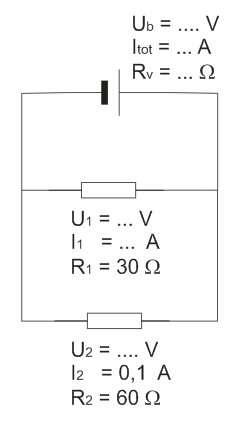 Ub = .... V
Itot = ... A
Rv = ... Ω
U1 = ... V
I1 = ... A
R1 = 30 Ω
U2 = .... V
I2 = 0,1 A
R2 = 60 Ω